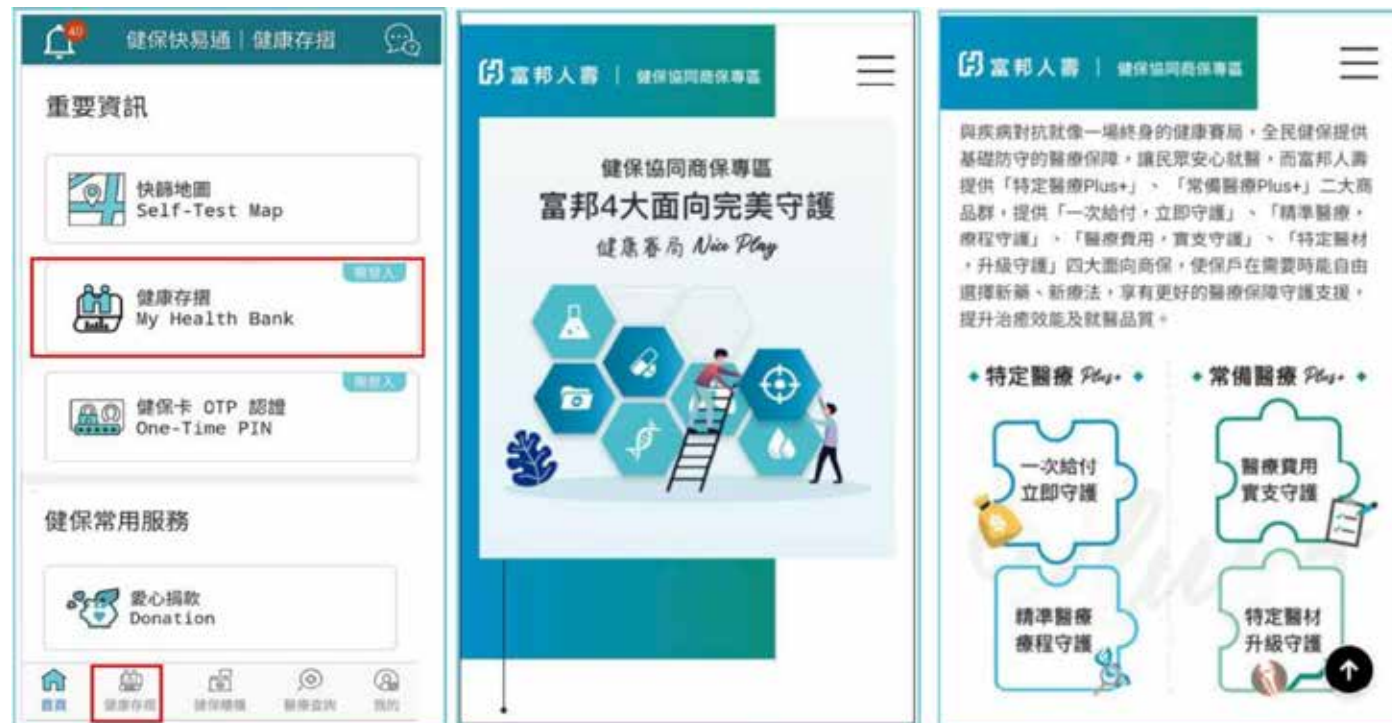 40
健保快易通｜健康存摺
重要資訊
快篩地圖
Self-Test Map
需登入
健康存摺
My Health Bank
需登入
健保卡 OTP 認證
One-Time PIN
健保常用服務
愛心捐款
Donation
首頁
健康存摺
健保櫃檯
醫療查詢
我的
富邦人壽｜健保協同商保專區
健保協同商保專區
富邦4大面向完美守護
健康賽局 Nice Play
富邦人壽｜健保協同商保專區
與疾病對抗就像一場終身的健康賽局，全民健保提供
基礎防守的醫療保障，讓民眾安心就醫，而富邦人壽
提供「特定醫療Plus+」、「常備醫療Plus+」二大商
品群，提供「一次給付，立即守護」、「精準醫療，
療程守護」、「醫療費用，實支守護」、「特定醫材
，升級守護」四大面向商保，使保戶在需要時能自由
選擇新藥、新療法，享有更好的醫療保障守護支援，
提升治癒效能及就醫品質。
特定醫療 Plus+
常備醫療 Plus+
一次給付
立即守護
醫療費用
實支守護
精準醫療
療程守護
特定醫材
升級守護